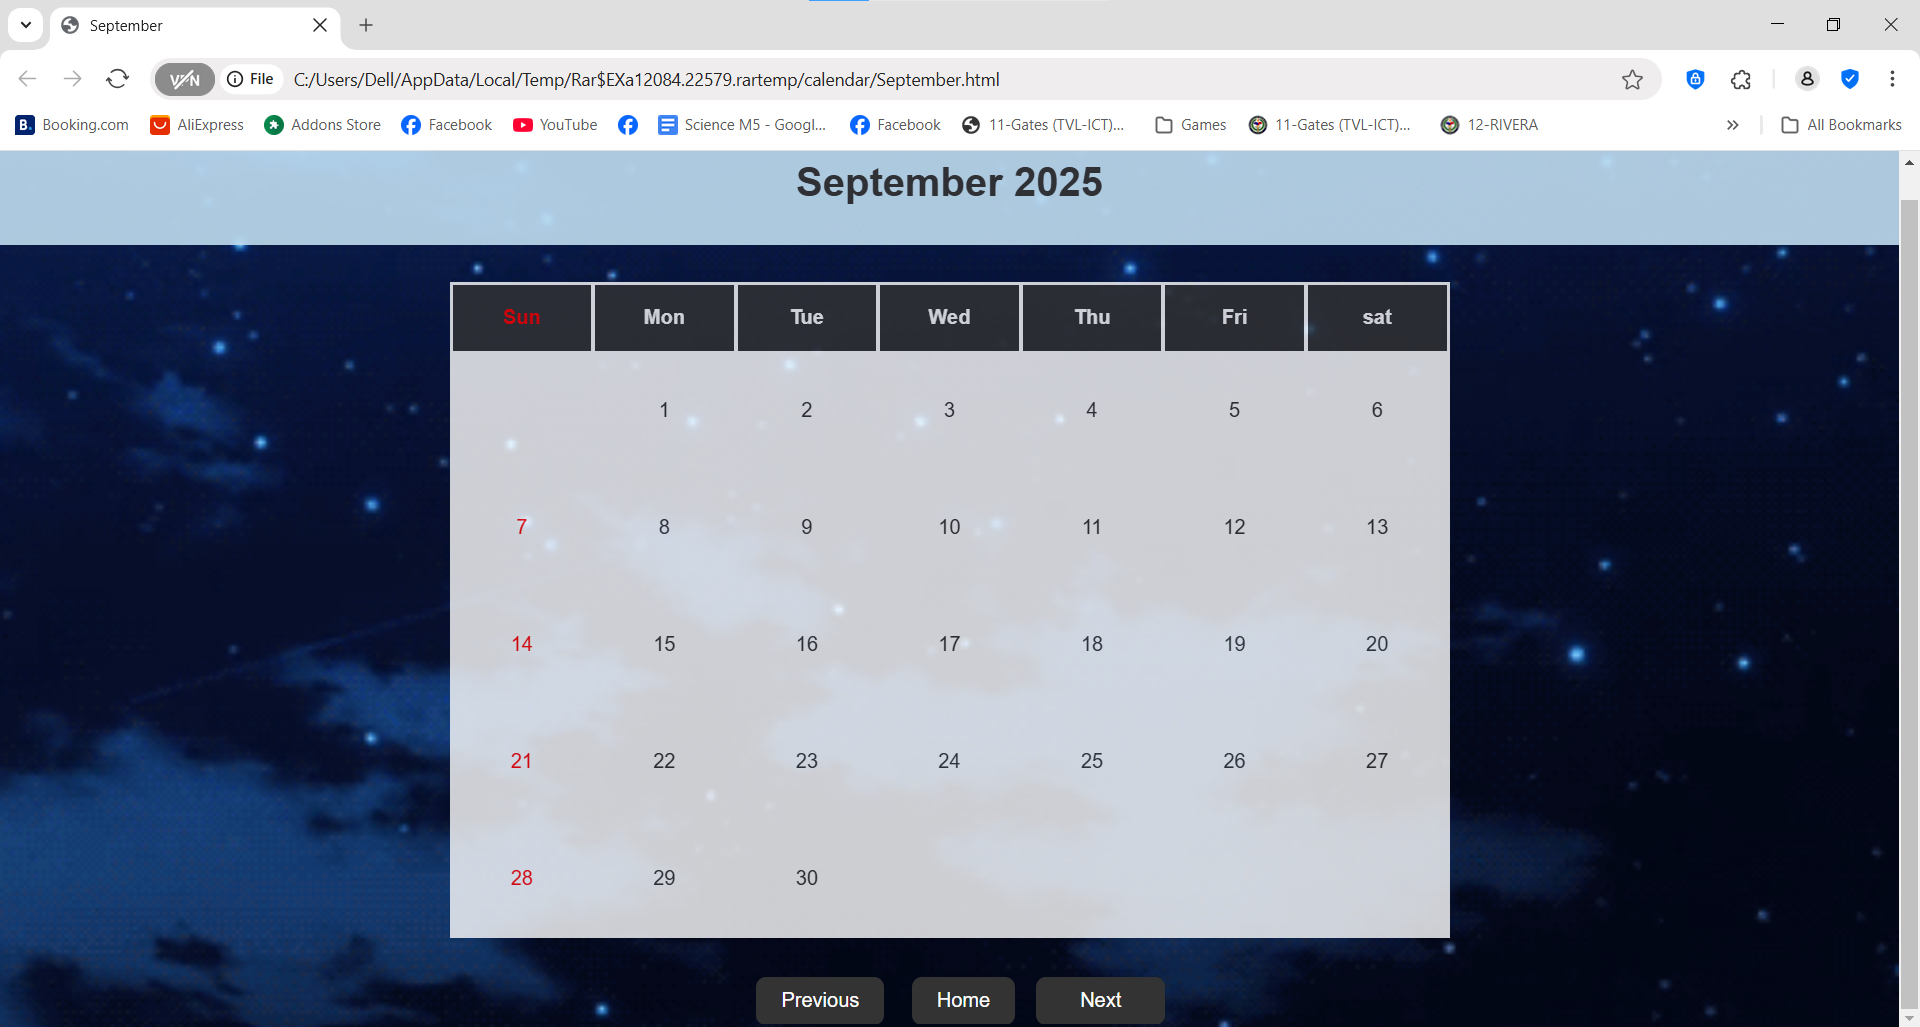 September
VPN File C:/Users/Dell/AppData/Local/Temp/Rar$EXa12084.22579.rartemp/calendar/September.html
Booking.com AliExpress Addons Store Facebook YouTube Science M5 - Googl... Facebook 11-Gates (TVL-ICT)... Games 11-Gates (TVL-ICT)... 12-RIVERA » All Bookmarks
September 2025
Sun Mon Tue Wed Thu Fri sat
1 2 3 4 5 6
7 8 9 10 11 12 13
14 15 16 17 18 19 20
21 22 23 24 25 26 27
28 29 30
Previous Home Next